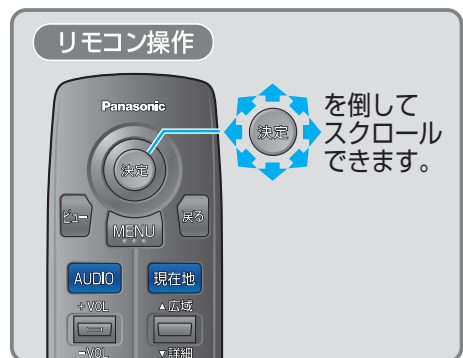 リモコン操作
Panasonic
決定
決定
を倒して
スクロール
できます。
ビュー
MENU
戻る
AUDIO
現在地
+VOL
▲広域
-VOL
▼詳細